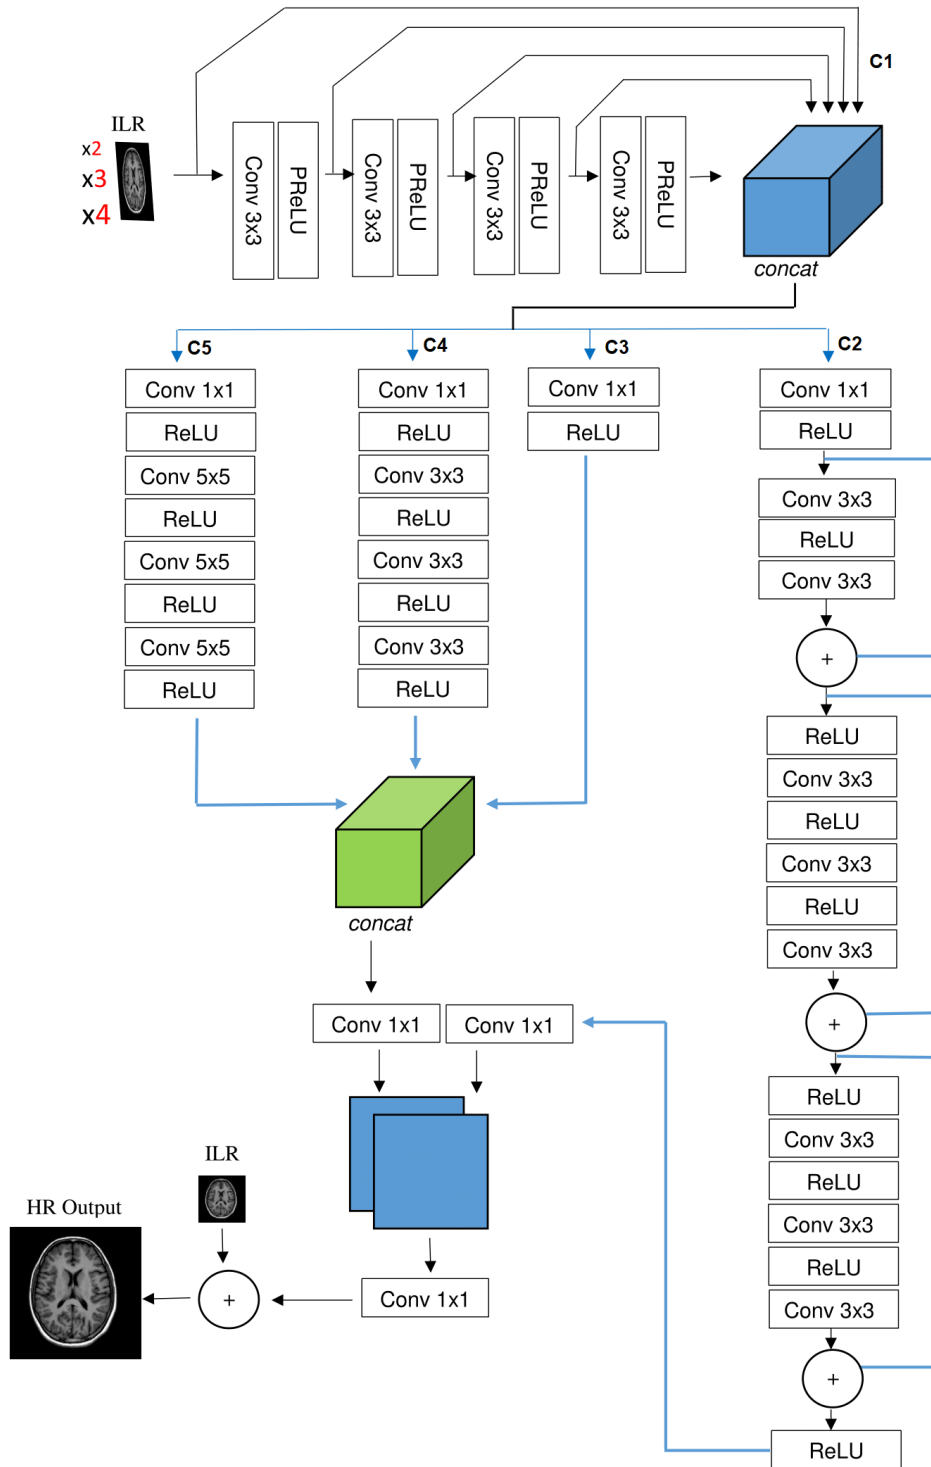 C1
ILR
x2
x3
x4
Conv 3x3
PReLU
Conv 3x3
PReLU
Conv 3x3
PReLU
Conv 3x3
PReLU
concat
C5
C4
C3
C2
Conv 1x1
ReLU
Conv 5x5
ReLU
Conv 5x5
ReLU
Conv 5x5
ReLU
Conv 1x1
ReLU
Conv 3x3
ReLU
Conv 3x3
ReLU
Conv 3x3
ReLU
Conv 1x1
ReLU
Conv 1x1
ReLU
Conv 3x3
ReLU
Conv 3x3
+
ReLU
Conv 3x3
ReLU
Conv 3x3
ReLU
Conv 3x3
+
ReLU
Conv 3x3
ReLU
Conv 3x3
ReLU
Conv 3x3
+
ReLU
concat
Conv 1x1
Conv 1x1
Conv 1x1
ILR
+
HR Output